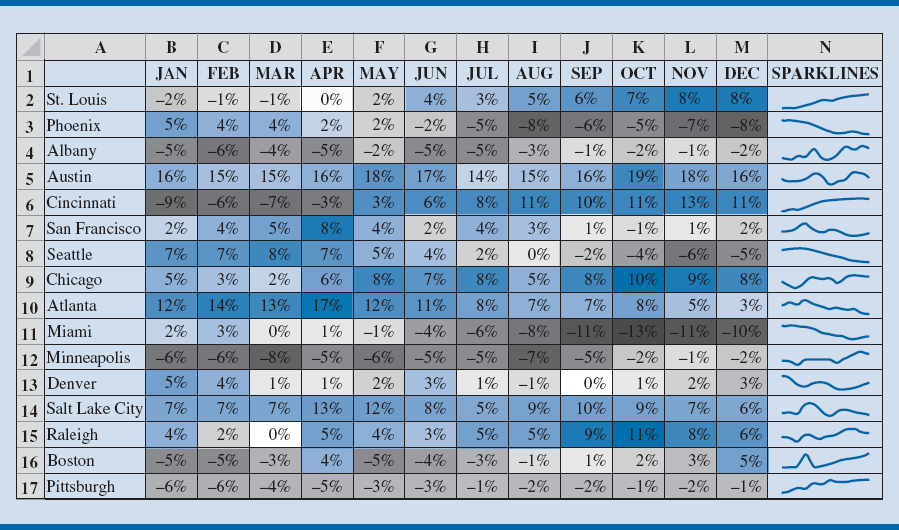 A B C D E F G H I J K L M N
1 JAN FEB MAR APR MAY JUN JUL AUG SEP OCT NOV DEC SPARKLINES
2 St. Louis –2% –1% –1% 0% 2% 4% 3% 5% 6% 7% 8% 8%
3 Phoenix 5% 4% 4% 2% 2% –2% –5% –8% –6% –5% –7% –8%
4 Albany –5% –6% –4% –5% –2% –5% –5% –3% –1% –2% –1% –2%
5 Austin 16% 15% 15% 16% 18% 17% 14% 15% 16% 19% 18% 16%
6 Cincinnati –9% –6% –7% –3% 3% 6% 8% 11% 10% 11% 13% 11%
7 San Francisco 2% 4% 5% 8% 4% 2% 4% 3% 1% –1% 1% 2%
8 Seattle 7% 7% 8% 7% 5% 4% 2% 0% –2% –4% –6% –5%
9 Chicago 5% 3% 2% 6% 8% 7% 8% 5% 8% 10% 9% 8%
10 Atlanta 12% 14% 13% 17% 12% 11% 8% 7% 7% 8% 5% 3%
11 Miami 2% 3% 0% 1% –1% –4% –6% –8% –11% –13% –11% –10%
12 Minneapolis –6% –6% –8% –5% –6% –5% –5% –7% –5% –2% –1% –2%
13 Denver 5% 4% 1% 1% 2% 3% 1% –1% 0% 1% 2% 3%
14 Salt Lake City 7% 7% 7% 13% 12% 8% 5% 9% 10% 9% 7% 6%
15 Raleigh 4% 2% 0% 5% 4% 3% 5% 5% 9% 11% 8% 6%
16 Boston –5% –5% –3% 4% –5% –4% –3% –1% 1% 2% 3% 5%
17 Pittsburgh –6% –6% –4% –5% –3% –3% –1% –2% –2% –1% –2% –1%